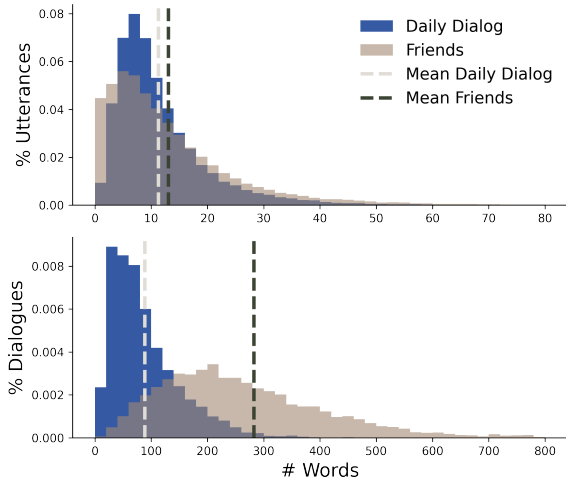 Daily Dialog
Friends
Mean Daily Dialog
Mean Friends
% Utterances
0.08
0.06
0.04
0.02
0.00
0 10 20 30 40 50 60 70 80
% Dialogues
0.008
0.006
0.004
0.002
0.000
0 100 200 300 400 500 600 700 800
# Words